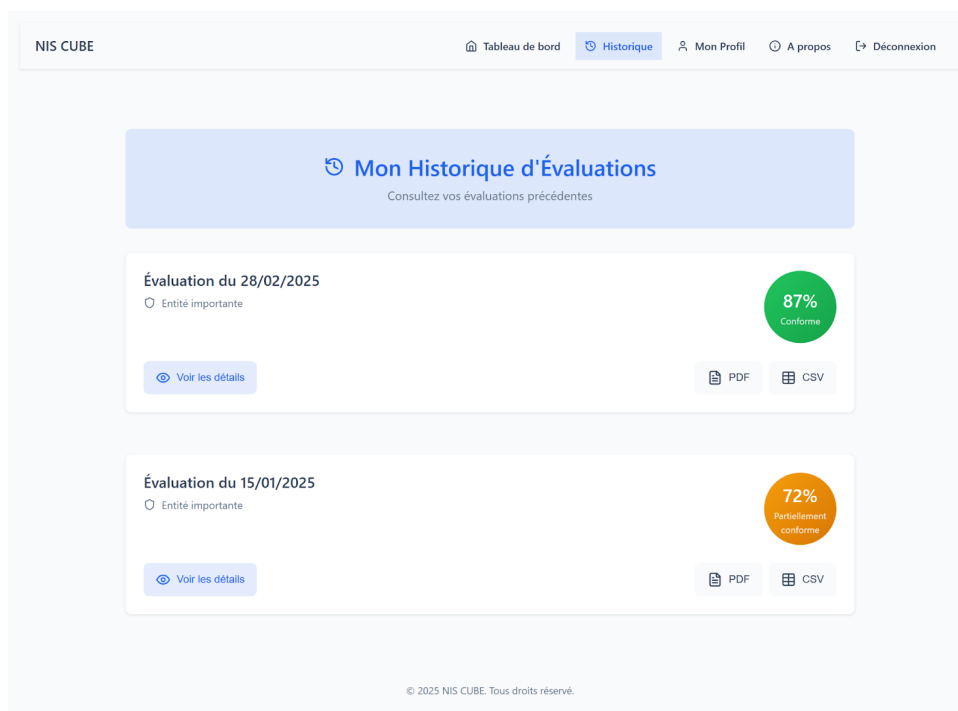 NIS CUBE
Tableau de bord
Historique
Mon Profil
A propos
Déconnexion
Mon Historique d'Évaluations
Consultez vos évaluations précédentes
Évaluation du 28/02/2025
Entité importante
87%
Conforme
Voir les détails
PDF
CSV
Évaluation du 15/01/2025
Entité importante
72%
Partiellement
conforme
Voir les détails
PDF
CSV
© 2025 NIS CUBE. Tous droits réservé.